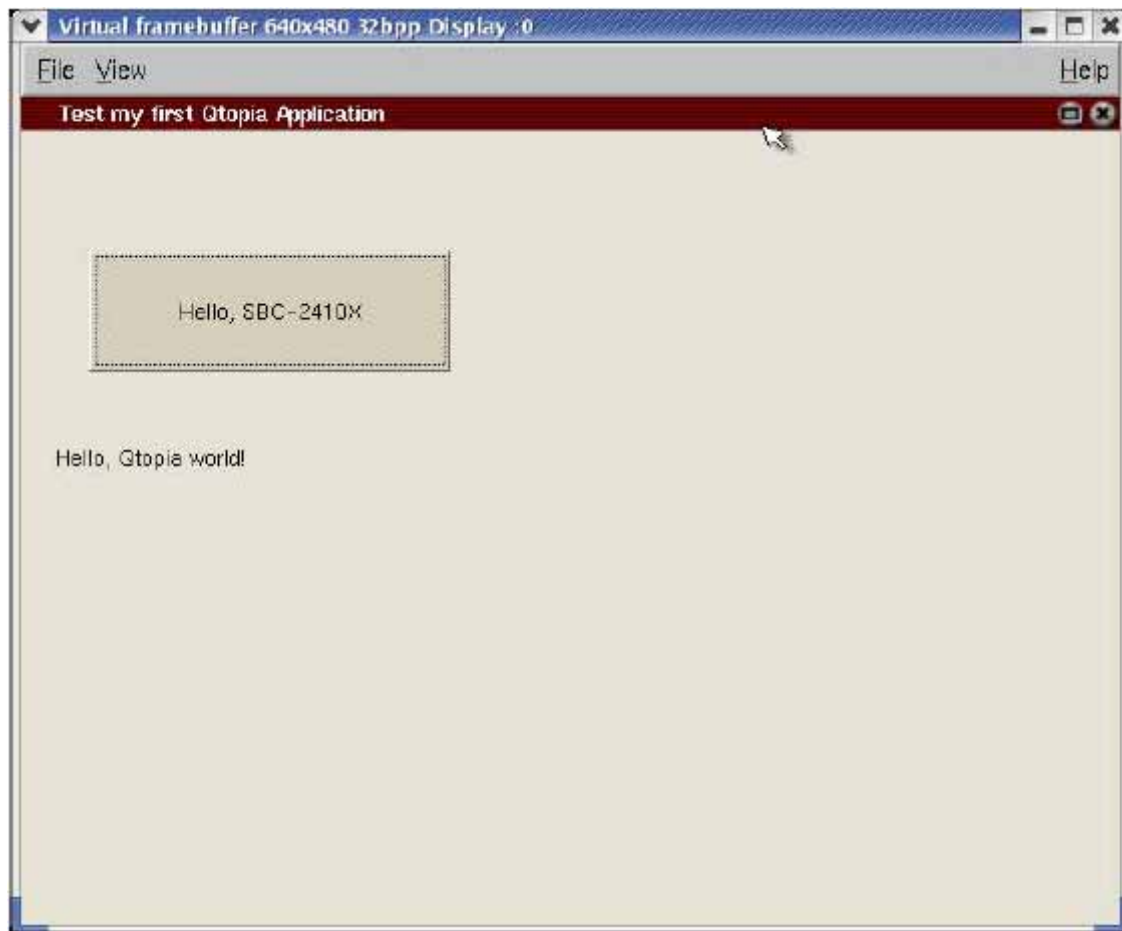 Virtual framebuffer 640x480 32bpp Display :0
File View Help
Test my first Qtopia Application
Hello, SBC-2410X
Hello, Qtopia world!